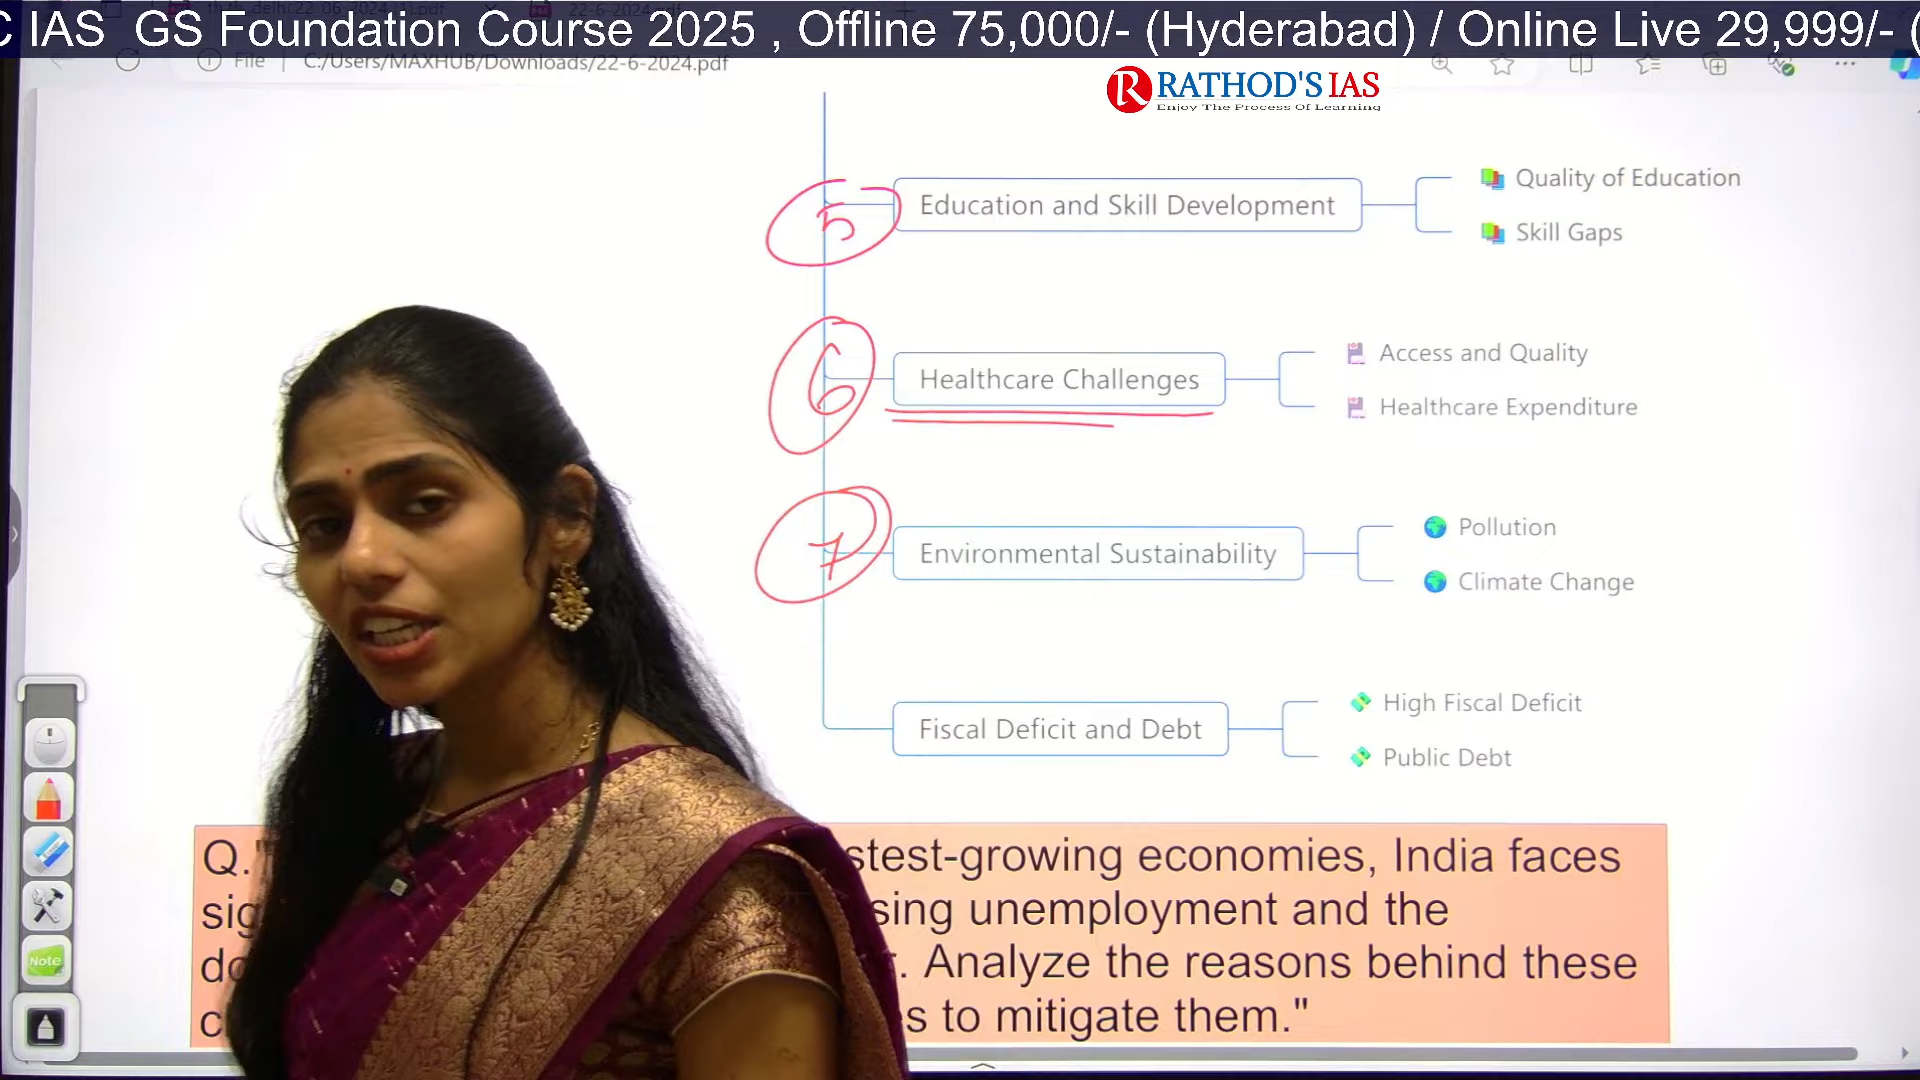 C IAS GS Foundation Course 2025 , Offline 75,000/- (Hyderabad) / Online Live 29,999/- (
File | C:/Users/MAXHUB/Downloads/22-6-2024.pdf
R RATHOD'S IAS
Enjoy The Process Of Learning
5 Education and Skill Development
Quality of Education
Skill Gaps
6 Healthcare Challenges
Access and Quality
Healthcare Expenditure
7 Environmental Sustainability
Pollution
Climate Change
Fiscal Deficit and Debt
High Fiscal Deficit
Public Debt
Q." stest-growing economies, India faces
sig sing unemployment and the
do . Analyze the reasons behind these
c s to mitigate them."
Note